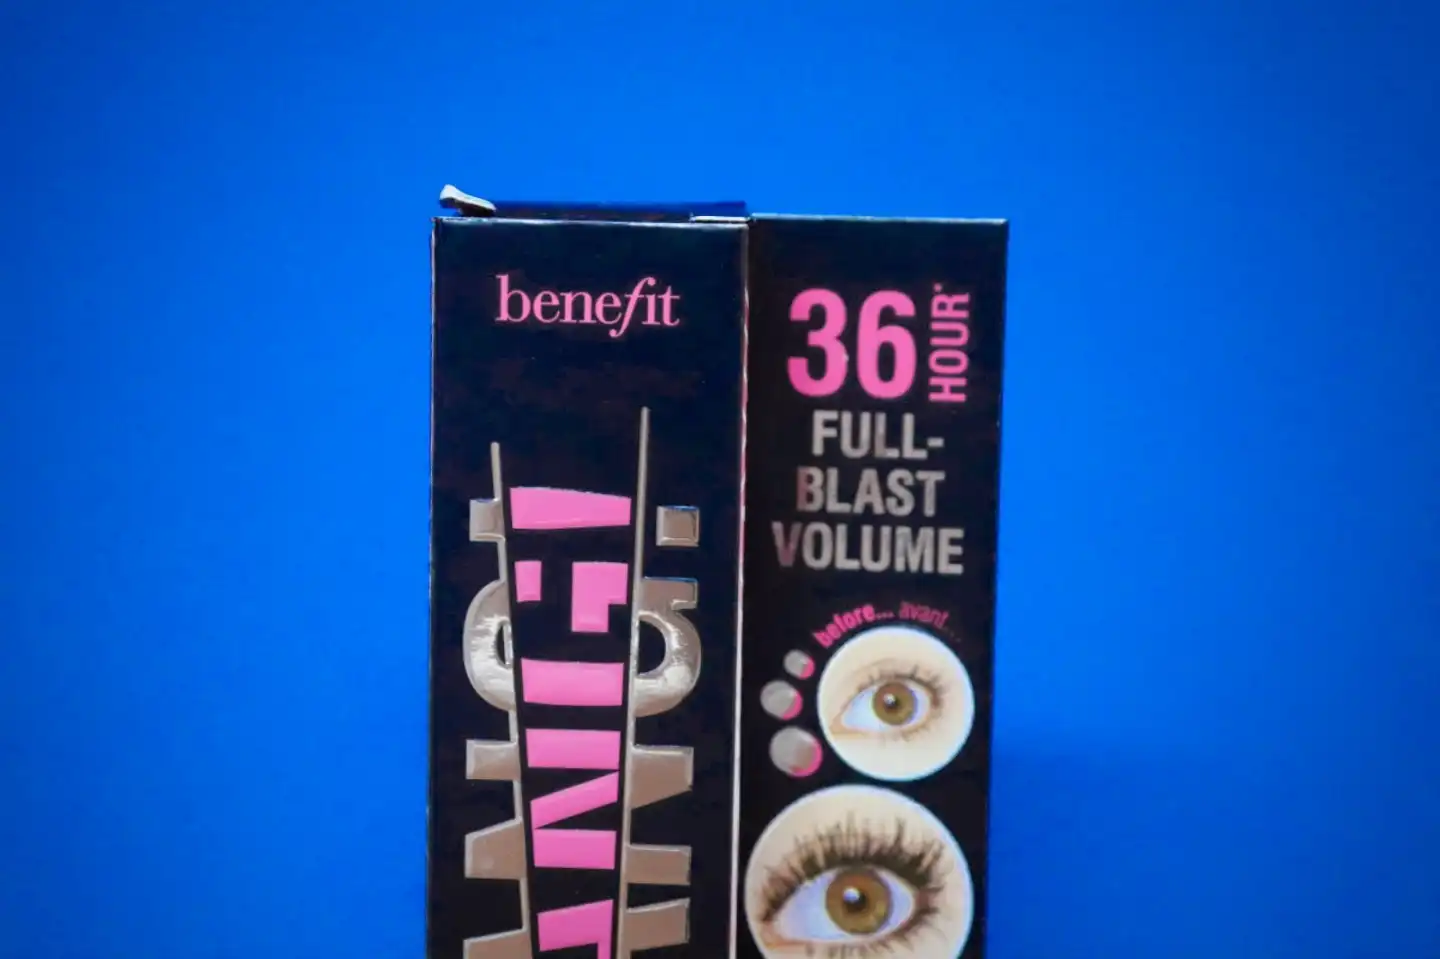 benefit
36 HOUR*
FULL-
BLAST
VOLUME
before... avant...